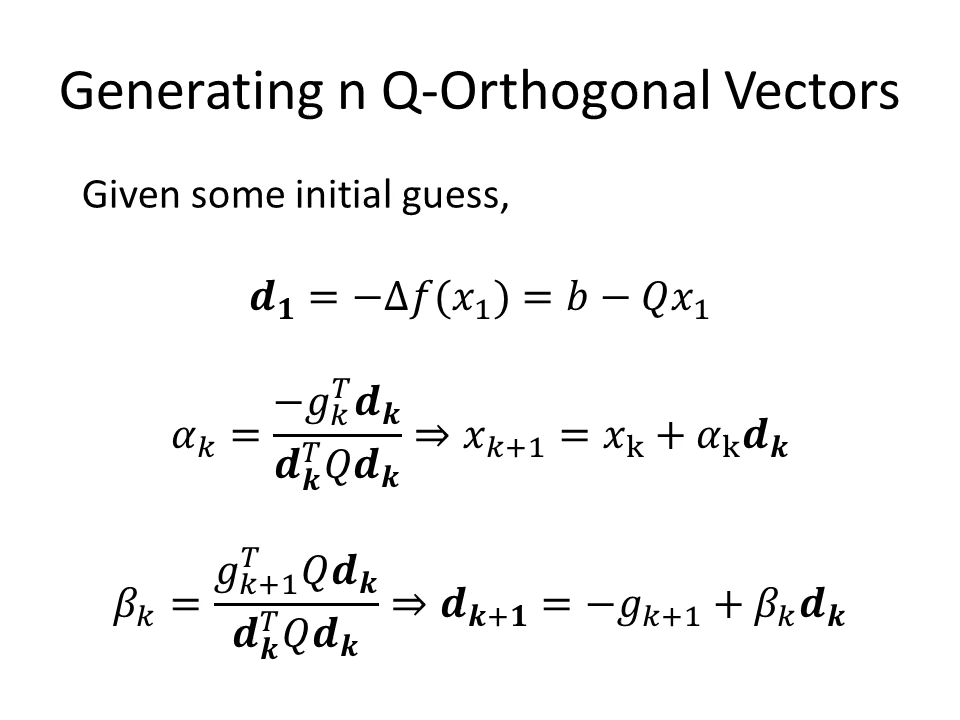 Generating n Q-Orthogonal Vectors
Given some initial guess,
𝒅₁ = −Δ𝑓(𝑥₁) = 𝑏 − 𝑄𝑥₁
𝛼ₖ = (−𝑔ₖᵀ𝒅ₖ)/(𝒅ₖᵀ𝑄𝒅ₖ) ⇒ 𝑥ₖ₊₁ = 𝑥ₖ + 𝛼ₖ𝒅ₖ
𝛽ₖ = (𝑔ₖ₊₁ᵀ𝑄𝒅ₖ)/(𝒅ₖᵀ𝑄𝒅ₖ) ⇒ 𝒅ₖ₊₁ = −𝑔ₖ₊₁ + 𝛽ₖ𝒅ₖ